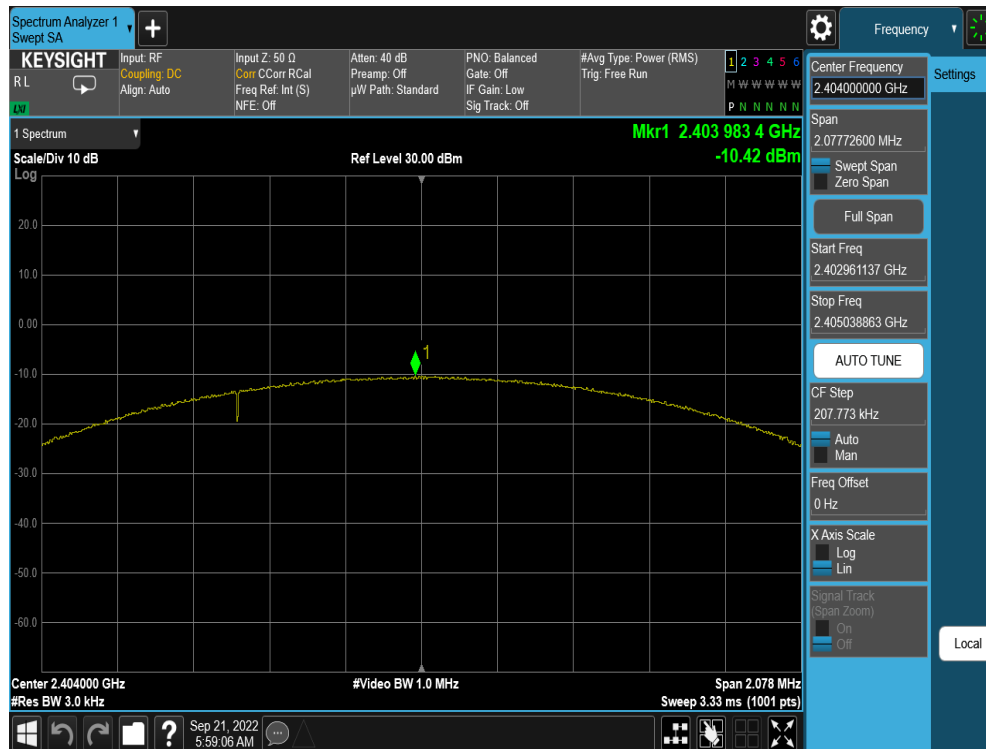 Spectrum Analyzer 1
Swept SA
Frequency
KEYSIGHT
R L
LXI
Input: RF
Coupling: DC
Align: Auto
Input Z: 50 Ω
Corr CCorr RCal
Freq Ref: Int (S)
NFE: Off
Atten: 40 dB
Preamp: Off
µW Path: Standard
PNO: Balanced
Gate: Off
IF Gain: Low
Sig Track: Off
#Avg Type: Power (RMS)
Trig: Free Run
1 2 3 4 5 6
M W W W W W
P N N N N N
1 Spectrum
Scale/Div 10 dB
Log
Ref Level 30.00 dBm
Mkr1 2.403 983 4 GHz
-10.42 dBm
20.0
10.0
0.00
-10.0
-20.0
-30.0
-40.0
-50.0
-60.0
1
Center 2.404000 GHz
#Res BW 3.0 kHz
#Video BW 1.0 MHz
Span 2.078 MHz
Sweep 3.33 ms (1001 pts)
Center Frequency
2.404000000 GHz
Settings
Span
2.07772600 MHz
Swept Span
Zero Span
Full Span
Start Freq
2.402961137 GHz
Stop Freq
2.405038863 GHz
AUTO TUNE
CF Step
207.773 kHz
Auto
Man
Freq Offset
0 Hz
X Axis Scale
Log
Lin
Signal Track
(Span Zoom)
On
Off
Local
?
Sep 21, 2022
5:59:06 AM